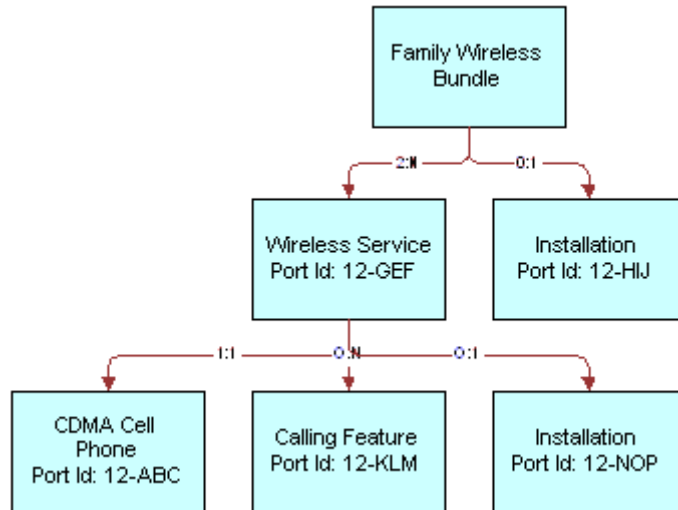 Family Wireless
Bundle
2:N
0:1
Wireless Service
Port Id: 12-GEF
Installation
Port Id: 12-HIJ
1:1
0:N
0:1
CDMA Cell
Phone
Port Id: 12-ABC
Calling Feature
Port Id: 12-KLM
Installation
Port Id: 12-NOP